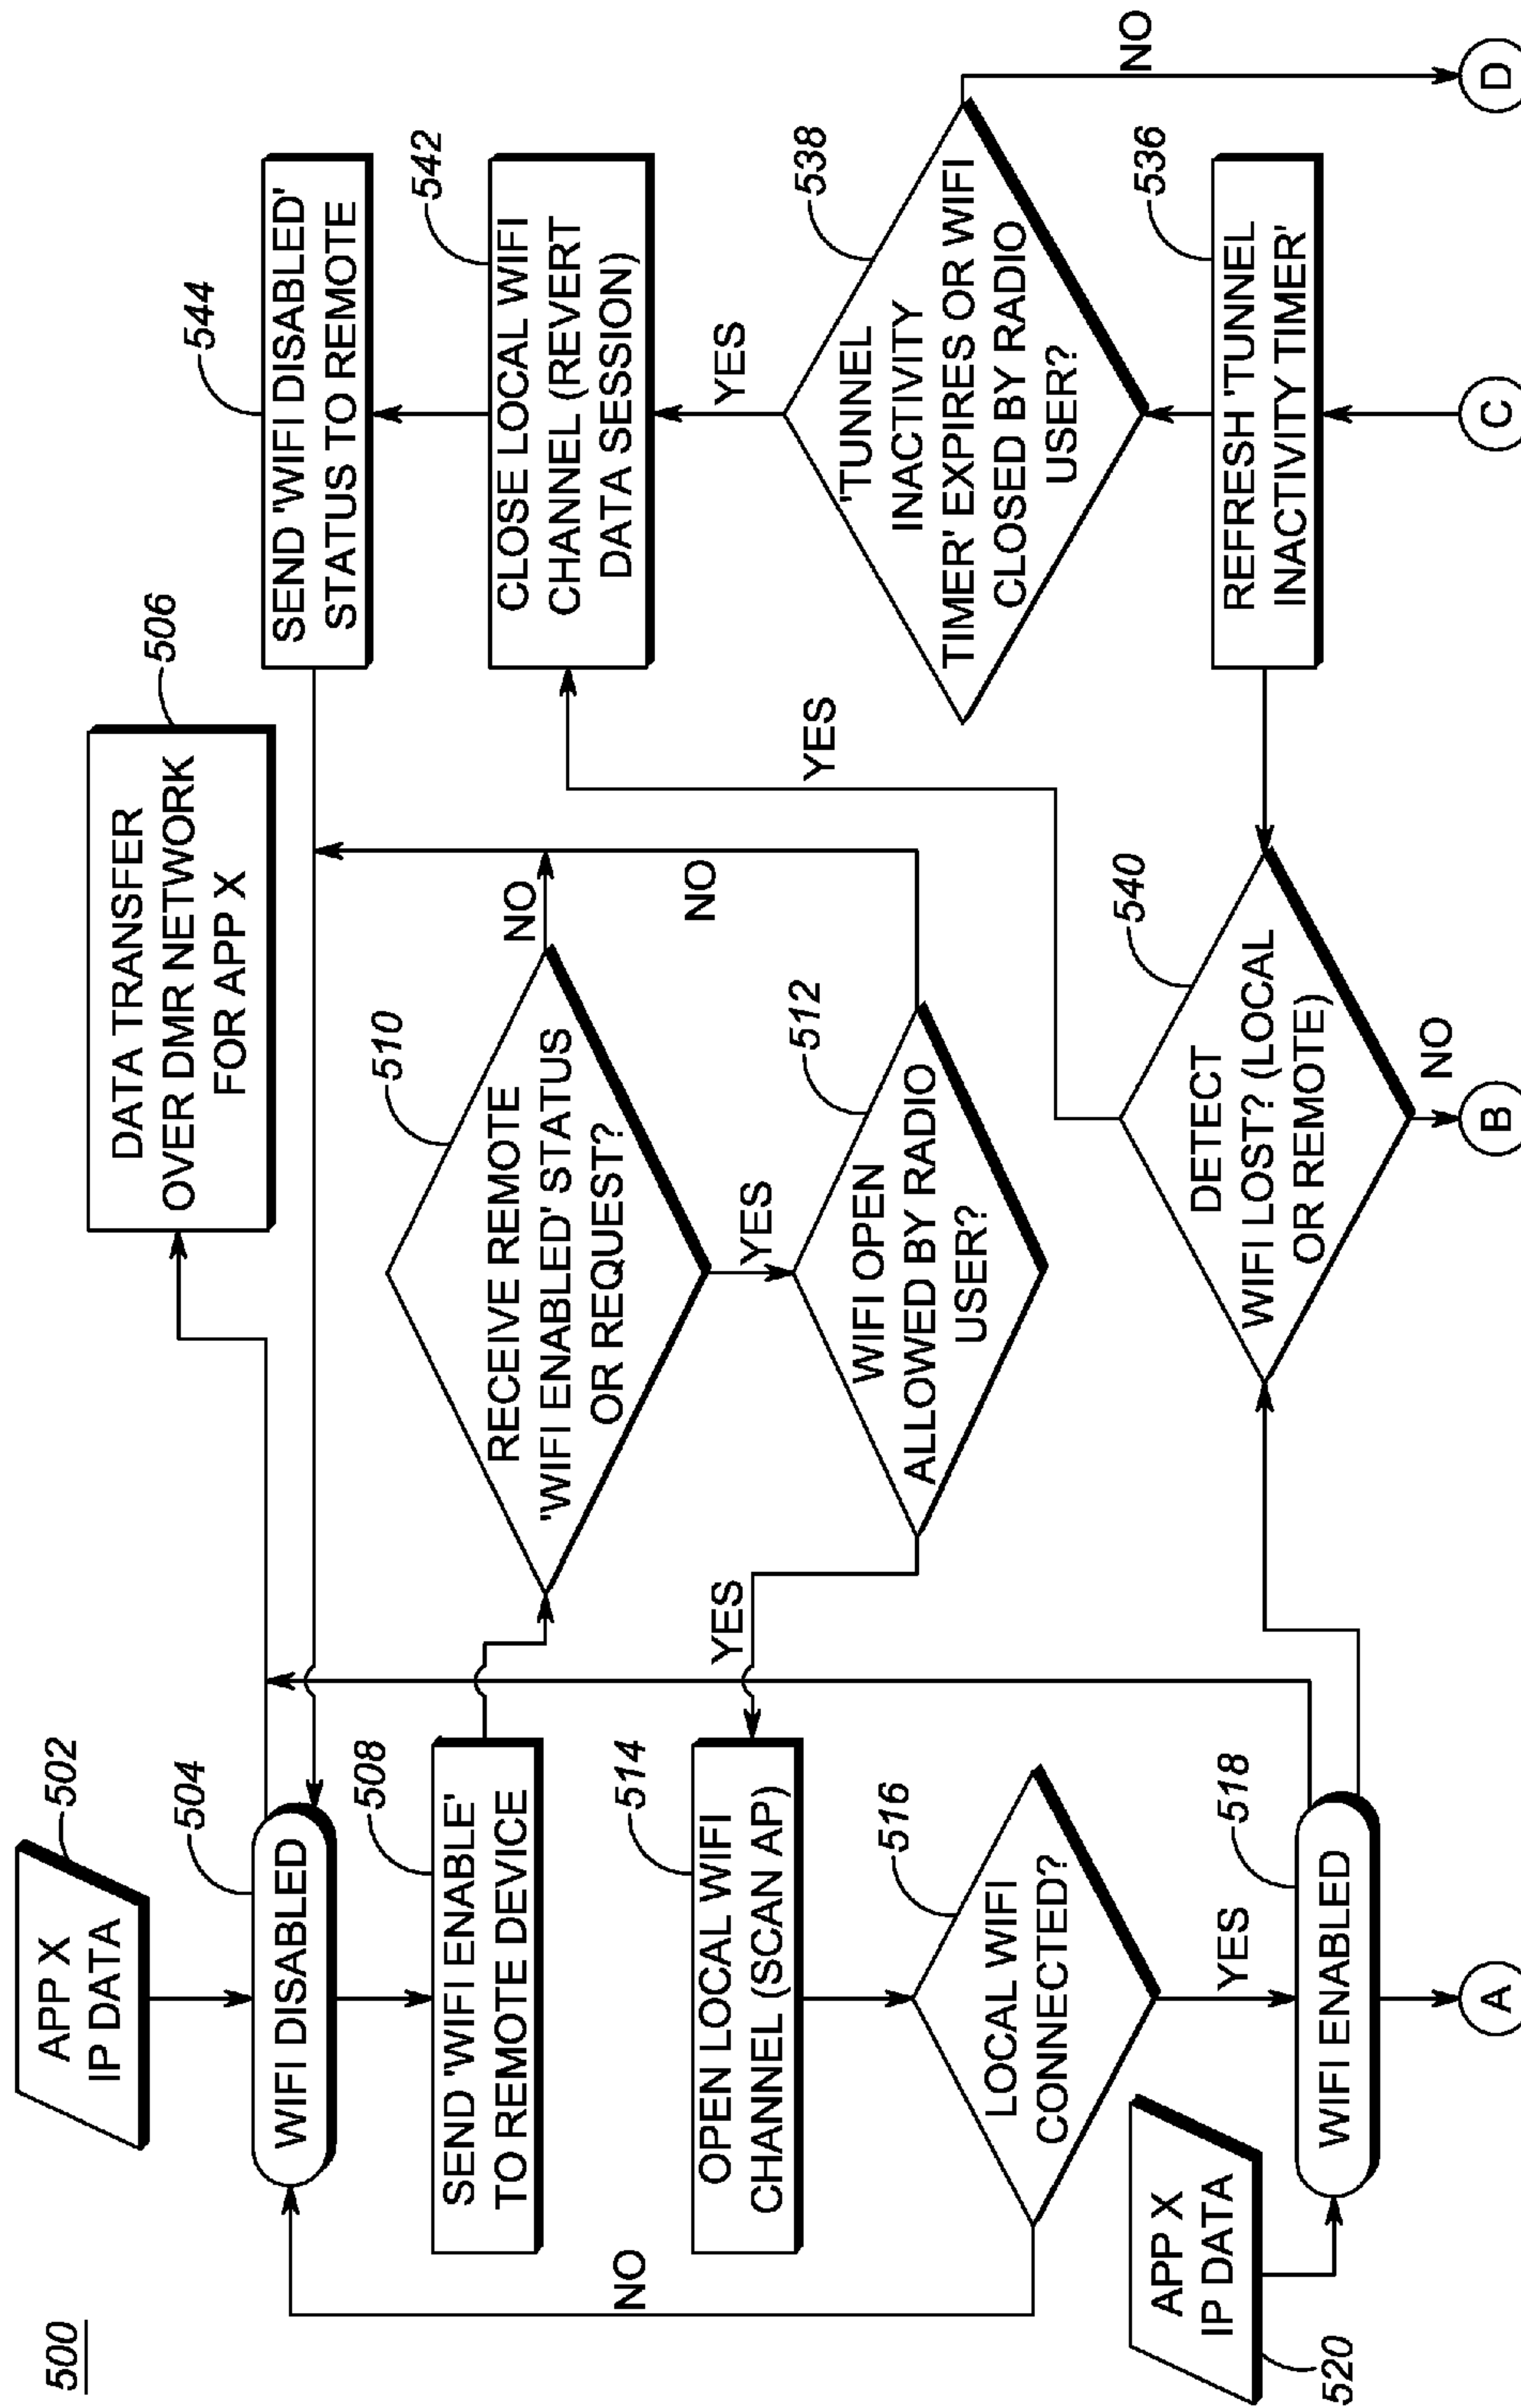 500
APP X
IP DATA
502
WIFI DISABLED
504
DATA TRANSFER
OVER DMR NETWORK
FOR APP X
506
SEND 'WIFI ENABLE'
TO REMOTE DEVICE
508
RECEIVE REMOTE
'WIFI ENABLED' STATUS
OR REQUEST?
510
NO
YES
WIFI OPEN
ALLOWED BY RADIO
USER?
512
NO
YES
OPEN LOCAL WIFI
CHANNEL (SCAN AP)
514
LOCAL WIFI
CONNECTED?
516
NO
YES
WIFI ENABLED
518
APP X
IP DATA
520
A
SEND 'WIFI DISABLED'
STATUS TO REMOTE
544
CLOSE LOCAL WIFI
CHANNEL (REVERT
DATA SESSION)
542
YES
'TUNNEL
INACTIVITY
TIMER' EXPIRES OR WIFI
CLOSED BY RADIO
USER?
538
NO
REFRESH 'TUNNEL
INACTIVITY TIMER'
536
DETECT
WIFI LOST? (LOCAL
OR REMOTE)
540
YES
NO
B
C
D